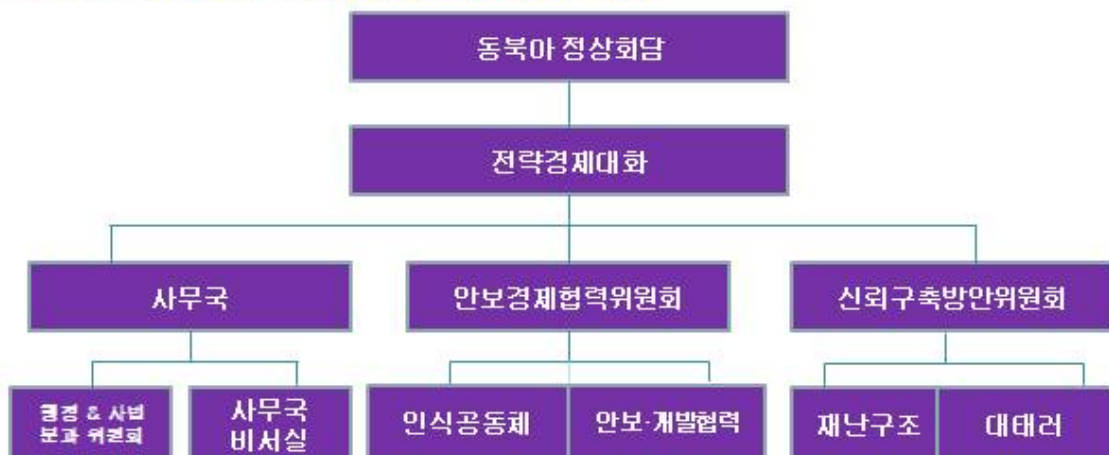 동북아 정상회담
전략경제대화
사무국
안보경제협력위원회
신뢰구축방안위원회
행정 & 사법
분과 위원회
사무국
비서실
인식공동체
안보·개발협력
재난구조
대태러